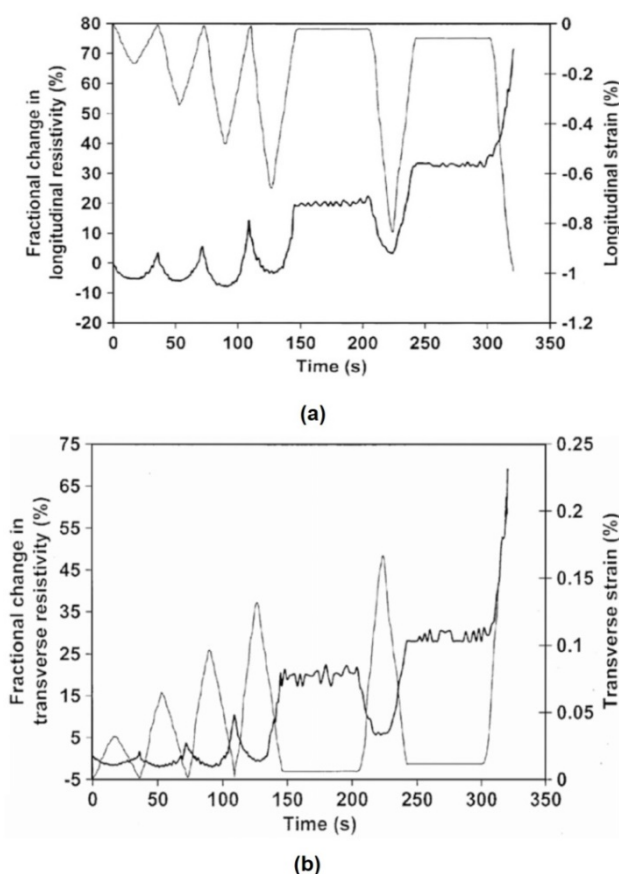 80
70
60
50
40
30
20
10
0
-10
-20
Fractional change in
longitudinal resistivity (%)
0
-0.2
-0.4
-0.6
-0.8
-1
-1.2
Longitudinal strain (%)
0 50 100 150 200 250 300 350
Time (s)
(a)
75
65
55
45
35
25
15
5
-5
Fractional change in
transverse resistivity (%)
0.25
0.2
0.15
0.1
0.05
0
Transverse strain (%)
0 50 100 150 200 250 300 350
Time (s)
(b)